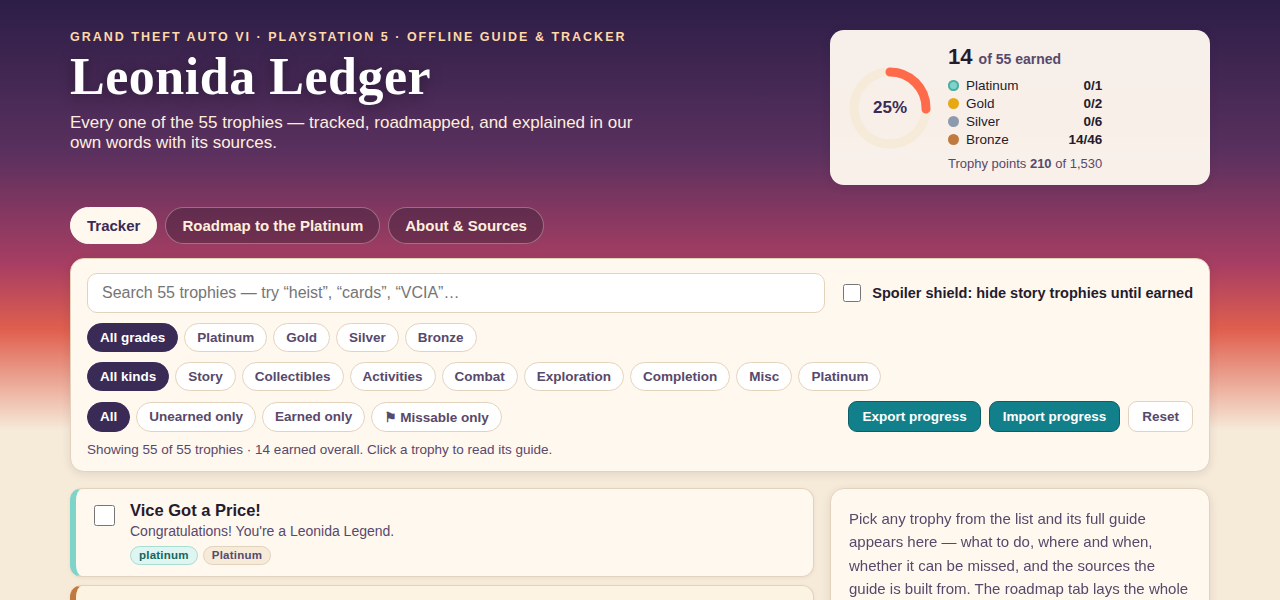 GRAND THEFT AUTO VI · PLAYSTATION 5 · OFFLINE GUIDE & TRACKER
Leonida Ledger
Every one of the 55 trophies — tracked, roadmapped, and explained in our
own words with its sources.
25%
14 of 55 earned
Platinum 0/1
Gold 0/2
Silver 0/6
Bronze 14/46
Trophy points 210 of 1,530
Tracker
Roadmap to the Platinum
About & Sources
Search 55 trophies — try “heist”, “cards”, “VCIA”…
Spoiler shield: hide story trophies until earned
All grades Platinum Gold Silver Bronze
All kinds Story Collectibles Activities Combat Exploration Completion Misc Platinum
All Unearned only Earned only ⚑ Missable only
Export progress Import progress Reset
Showing 55 of 55 trophies · 14 earned overall. Click a trophy to read its guide.
Vice Got a Price!
Congratulations! You're a Leonida Legend.
platinum Platinum
Pick any trophy from the list and its full guide
appears here — what to do, where and when,
whether it can be missed, and the sources the
guide is built from. The roadmap tab lays the whole